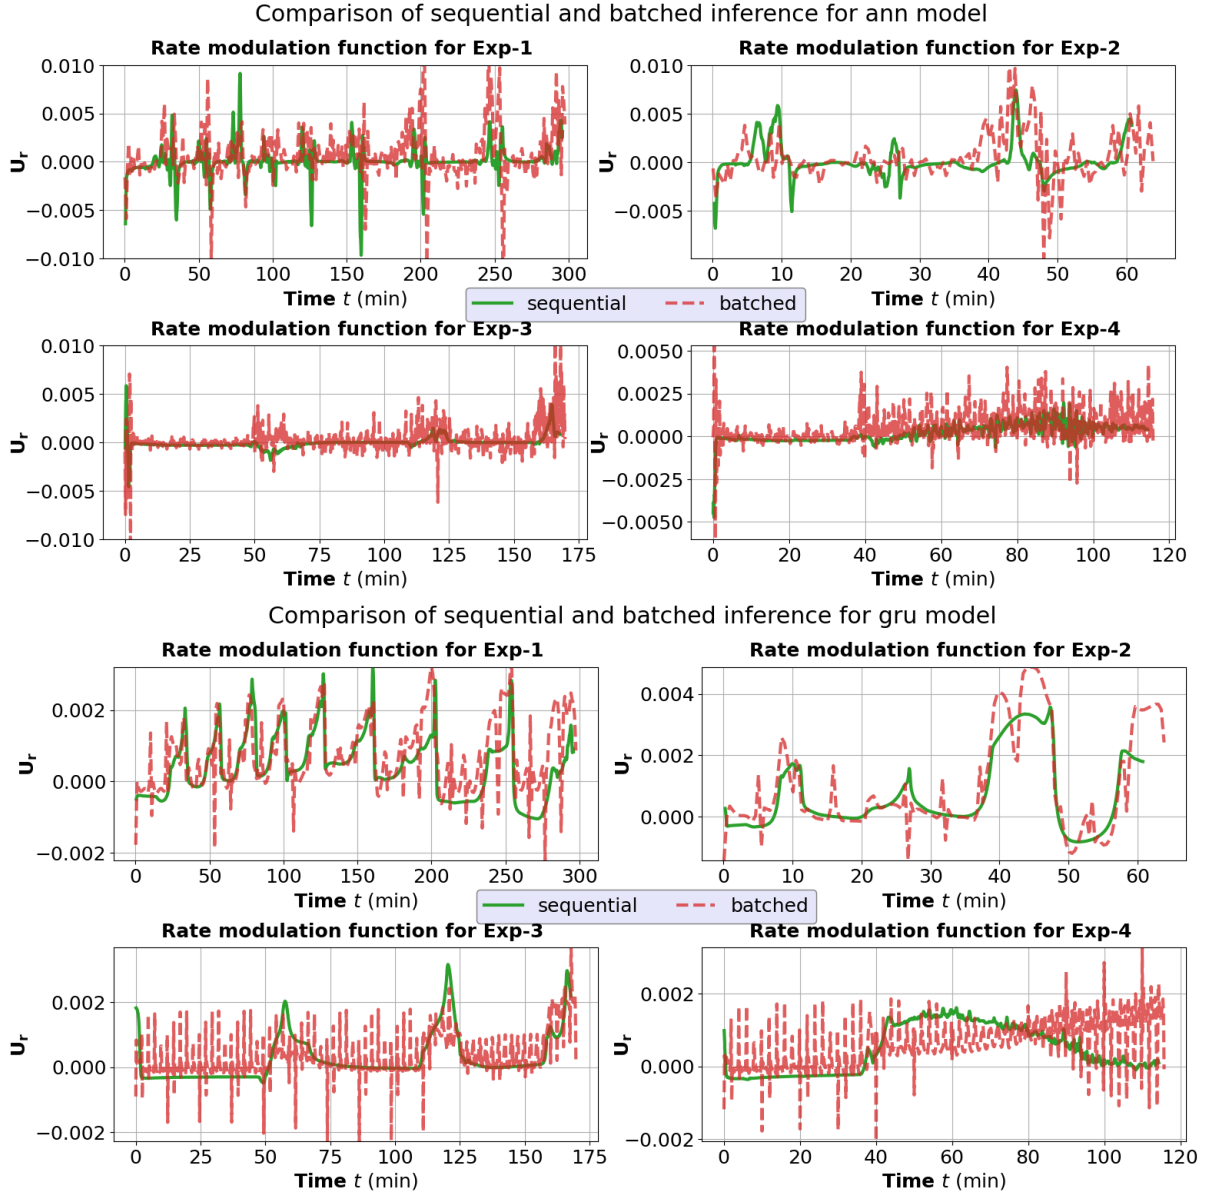 Comparison of sequential and batched inference for ann model
Rate modulation function for Exp-1
0.010
0.005
0.000
−0.005
−0.010
U_r
0 50 100 150 200 250 300
Time t (min)
Rate modulation function for Exp-2
0.010
0.005
0.000
−0.005
U_r
0 10 20 30 40 50 60
Time t (min)
sequential batched
Rate modulation function for Exp-3
0.010
0.005
0.000
−0.005
−0.010
U_r
0 25 50 75 100 125 150 175
Time t (min)
Rate modulation function for Exp-4
0.0050
0.0025
0.0000
−0.0025
−0.0050
U_r
0 20 40 60 80 100 120
Time t (min)
Comparison of sequential and batched inference for gru model
Rate modulation function for Exp-1
0.002
0.000
−0.002
U_r
0 50 100 150 200 250 300
Time t (min)
Rate modulation function for Exp-2
0.004
0.002
0.000
U_r
0 10 20 30 40 50 60
Time t (min)
sequential batched
Rate modulation function for Exp-3
0.002
0.000
−0.002
U_r
0 25 50 75 100 125 150 175
Time t (min)
Rate modulation function for Exp-4
0.002
0.000
−0.002
U_r
0 20 40 60 80 100 120
Time t (min)